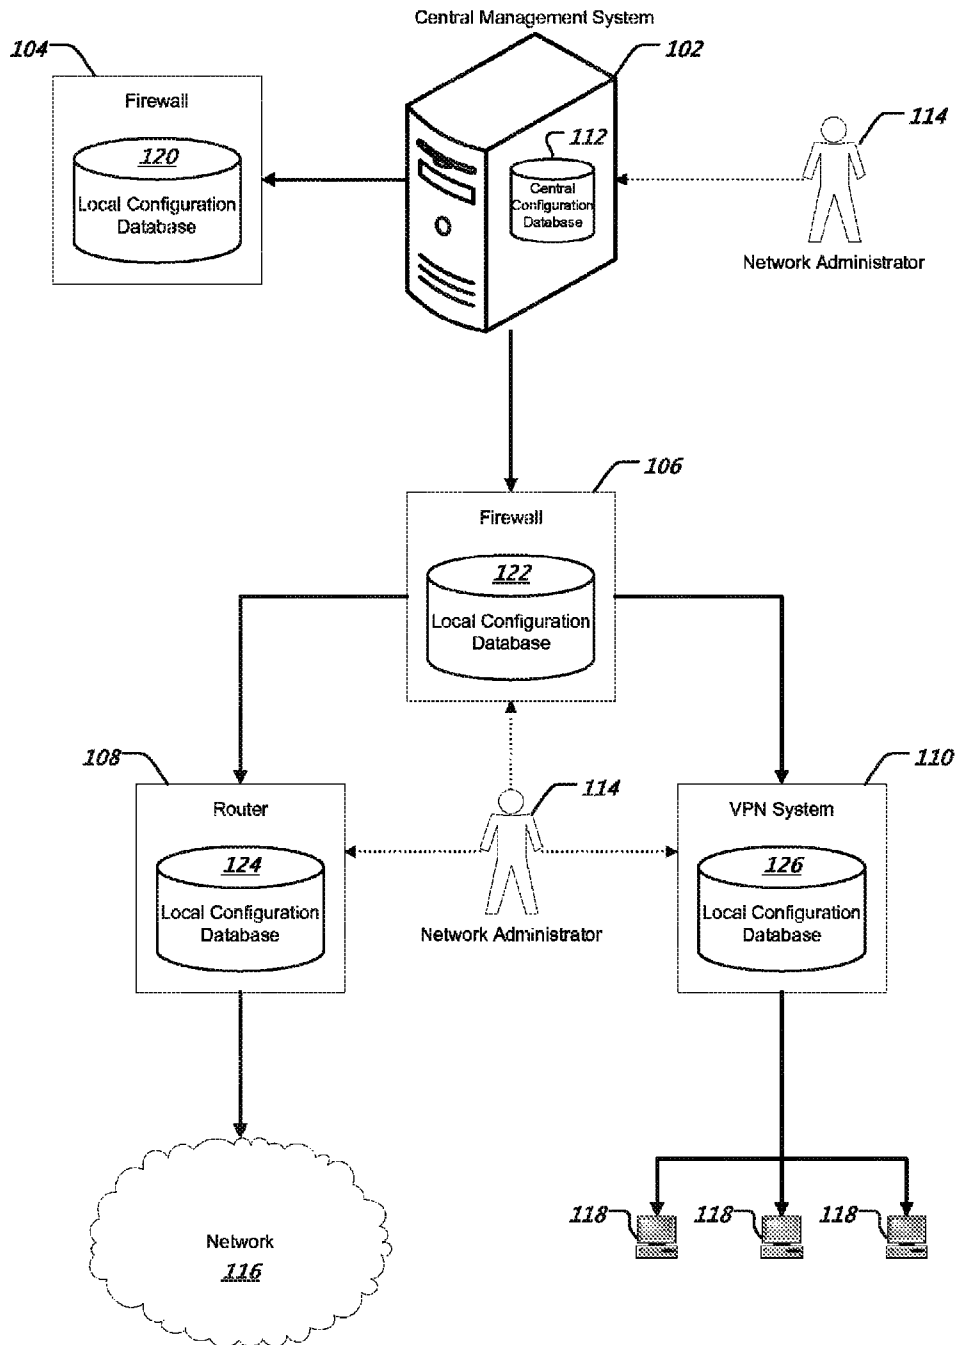 Central Management System
102
104
Firewall
120
Local Configuration
Database
112
Central
Configuration
Database
114
Network Administrator
106
Firewall
122
Local Configuration
Database
108
Router
124
Local Configuration
Database
114
Network Administrator
110
VPN System
126
Local Configuration
Database
Network
116
118
118
118